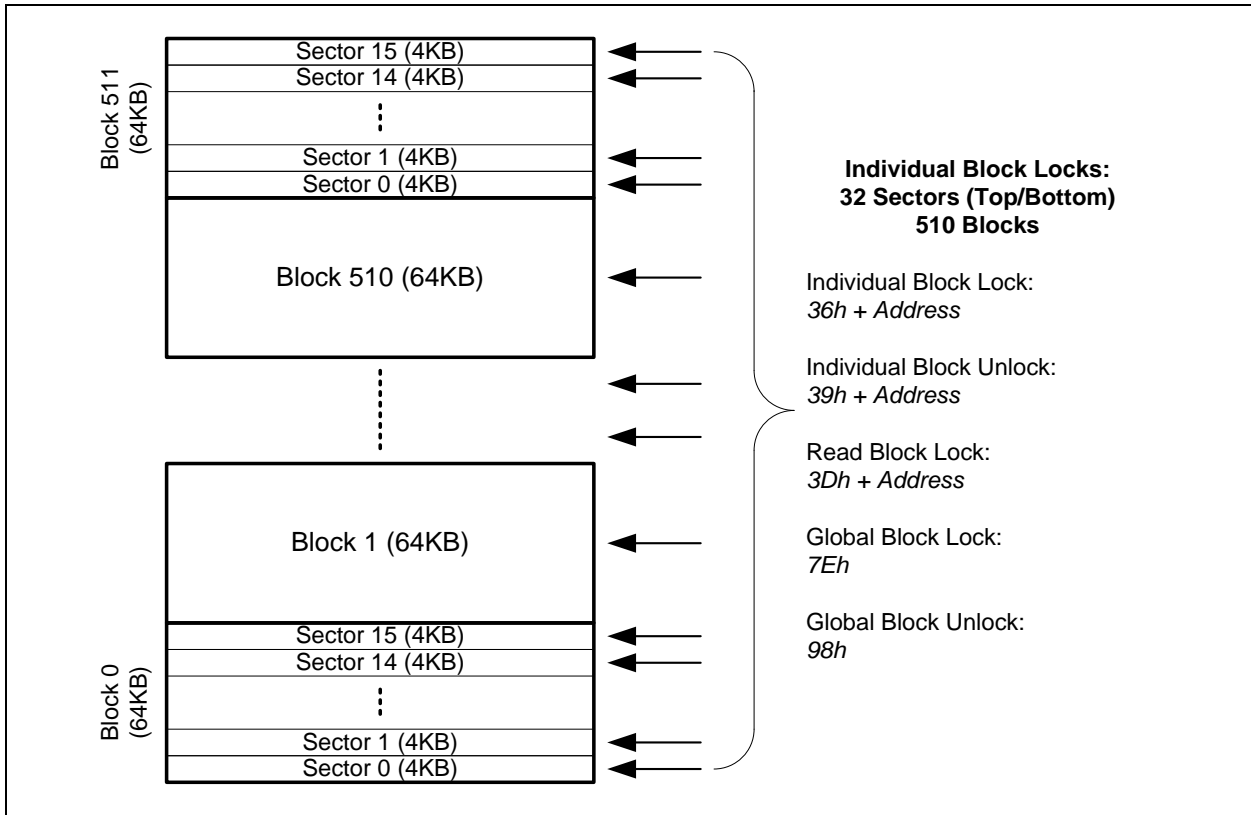 Block 511
(64KB)
Sector 15 (4KB)
Sector 14 (4KB)
Sector 1 (4KB)
Sector 0 (4KB)
Block 510 (64KB)
Block 1 (64KB)
Block 0
(64KB)
Sector 15 (4KB)
Sector 14 (4KB)
Sector 1 (4KB)
Sector 0 (4KB)
Individual Block Locks:
32 Sectors (Top/Bottom)
510 Blocks
Individual Block Lock:
36h + Address
Individual Block Unlock:
39h + Address
Read Block Lock:
3Dh + Address
Global Block Lock:
7Eh
Global Block Unlock:
98h